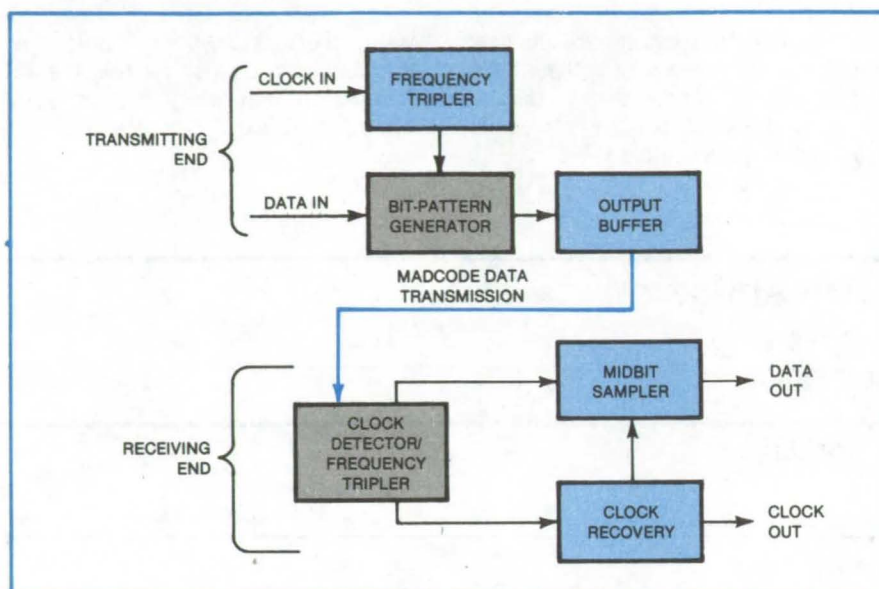 CLOCK IN
FREQUENCY
TRIPLER
TRANSMITTING
END
DATA IN
BIT-PATTERN
GENERATOR
OUTPUT
BUFFER
MADCODE DATA
TRANSMISSION
RECEIVING
END
CLOCK
DETECTOR/
FREQUENCY
TRIPLER
MIDBIT
SAMPLER
DATA
OUT
CLOCK
RECOVERY
CLOCK
OUT